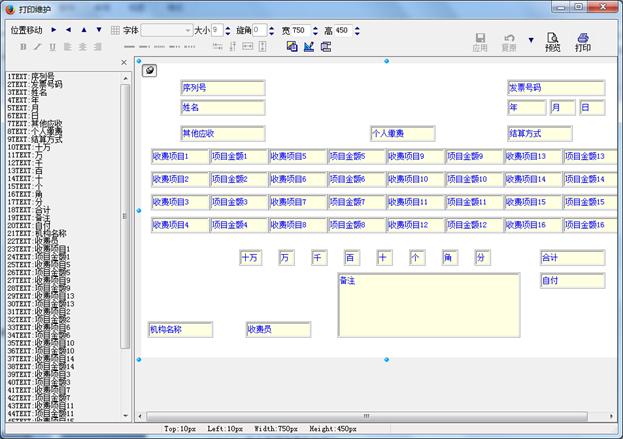 打印维护
位置移动 字体 大小 9 旋角 0 宽 750 高 450 应用 复原 预览 打印
B I U
1TEXT:序列号
2TEXT:发票号码
3TEXT:姓名
4TEXT:年
5TEXT:月
6TEXT:日
7TEXT:其他应收
8TEXT:个人缴费
9TEXT:结算方式
10TEXT:十万
11TEXT:万
12TEXT:千
13TEXT:百
14TEXT:十
15TEXT:个
16TEXT:角
17TEXT:分
18TEXT:合计
19TEXT:备注
20TEXT:自付
21TEXT:机构名称
22TEXT:收费员
23TEXT:收费项目1
24TEXT:项目金额1
25TEXT:收费项目5
26TEXT:项目金额5
27TEXT:收费项目9
28TEXT:项目金额9
29TEXT:收费项目13
30TEXT:项目金额13
31TEXT:收费项目2
32TEXT:项目金额2
33TEXT:收费项目6
34TEXT:项目金额6
35TEXT:收费项目10
36TEXT:项目金额10
37TEXT:收费项目14
38TEXT:项目金额14
39TEXT:收费项目3
40TEXT:项目金额3
41TEXT:收费项目7
42TEXT:项目金额7
43TEXT:收费项目11
44TEXT:项目金额11
45TEXT:收费项目15
序列号 发票号码
姓名 年 月 日
其他应收 个人缴费 结算方式
收费项目1 项目金额1 收费项目5 项目金额5 收费项目9 项目金额9 收费项目13 项目金额13
收费项目2 项目金额2 收费项目6 项目金额6 收费项目10 项目金额10 收费项目14 项目金额14
收费项目3 项目金额3 收费项目7 项目金额7 收费项目11 项目金额11 收费项目15 项目金额15
收费项目4 项目金额4 收费项目8 项目金额8 收费项目12 项目金额12 收费项目16 项目金额16
十万 万 千 百 十 个 角 分 合计
备注 自付
机构名称 收费员
Top:10px Left:10px Width:750px Height:450px